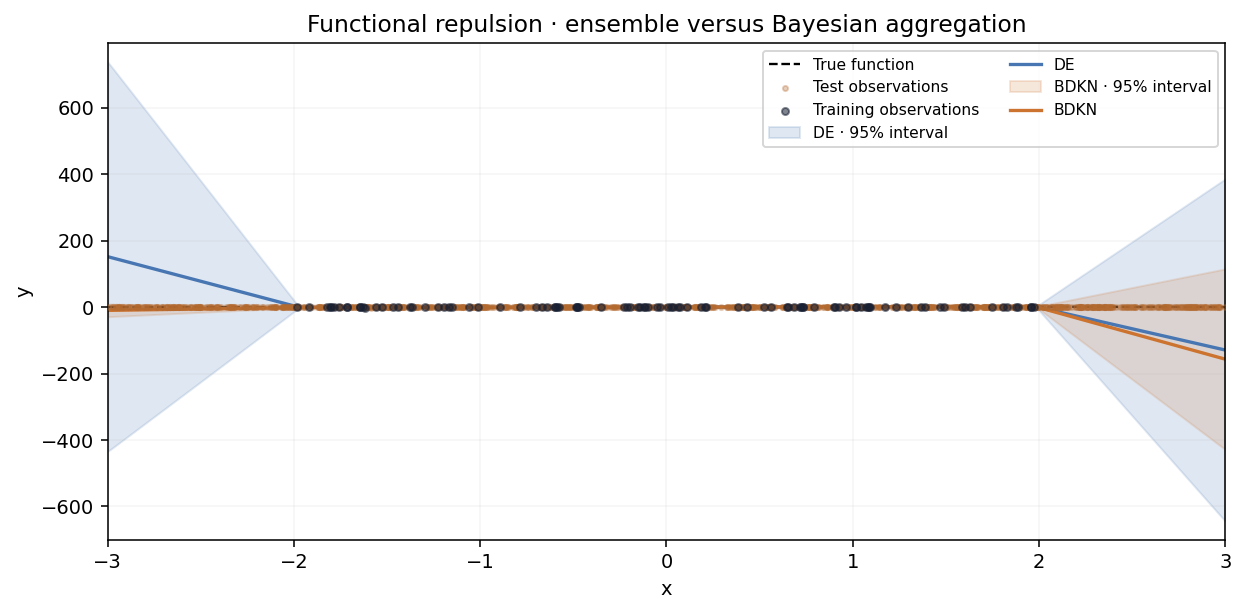 Functional repulsion · ensemble versus Bayesian aggregation
True function
Test observations
Training observations
DE · 95% interval
DE
BDKN · 95% interval
BDKN
y
600
400
200
0
−200
−400
−600
−3
−2
−1
0
1
2
3
x